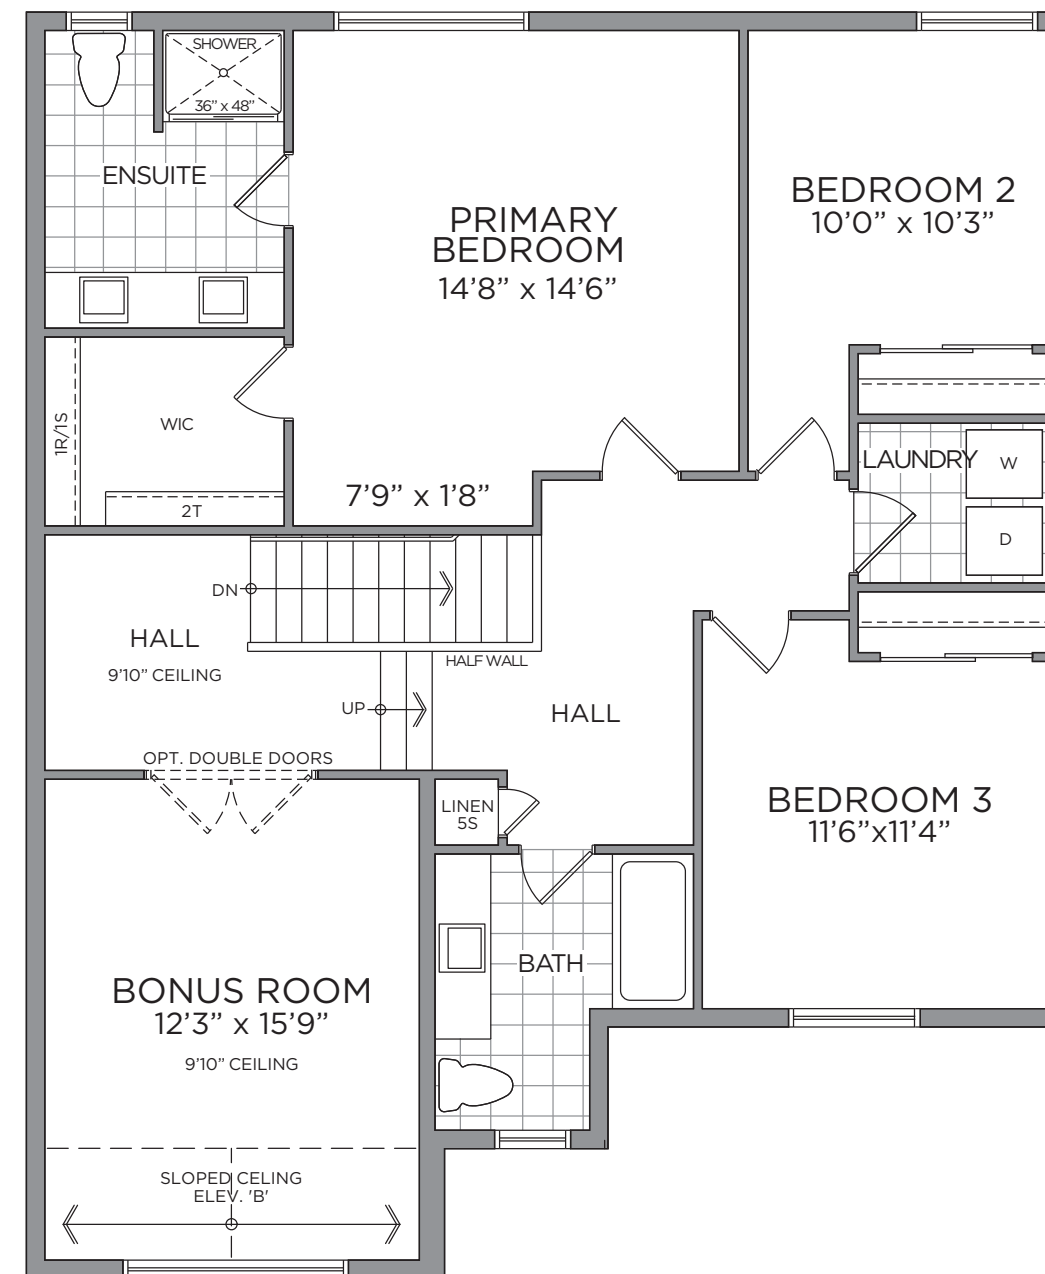 SHOWER
36” x 48”
ENSUITE
PRIMARY
BEDROOM
14’8” x 14’6”
BEDROOM 2
10’0” x 10’3”
1R/1S
WIC
2T
7’9” x 1’8”
LAUNDRY
W
D
DN
HALL
9’10” CEILING
HALF WALL
UP
HALL
OPT. DOUBLE DOORS
LINEN
5S
BEDROOM 3
11’6”x11’4”
BATH
BONUS ROOM
12’3” x 15’9”
9’10” CEILING
SLOPED CELING
ELEV. 'B'